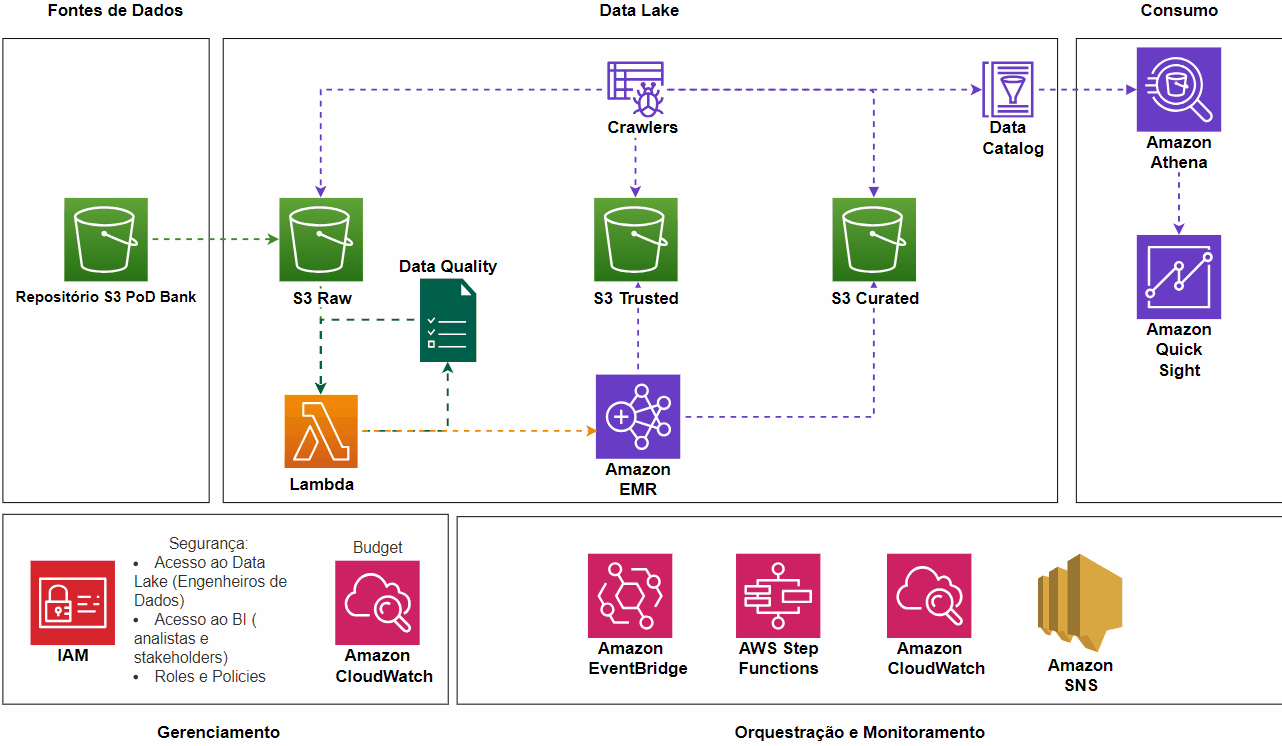 Fontes de Dados
Data Lake
Consumo
Crawlers
Data
Catalog
Amazon
Athena
Repositório S3 PoD Bank
S3 Raw
Data Quality
S3 Trusted
S3 Curated
Amazon
Quick
Sight
Lambda
Amazon
EMR
Segurança:
• Acesso ao Data
Lake (Engenheiros de
Dados)
• Acesso ao BI (
analistas e
stakeholders)
• Roles e Policies
IAM
Budget
Amazon
CloudWatch
Amazon
EventBridge
AWS Step
Functions
Amazon
CloudWatch
Amazon
SNS
Gerenciamento
Orquestração e Monitoramento